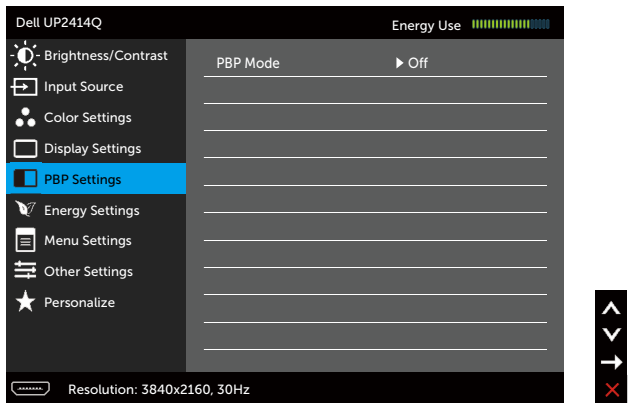 Dell UP2414Q
Energy Use
Brightness/Contrast
PBP Mode
Off
Input Source
Color Settings
Display Settings
PBP Settings
Energy Settings
Menu Settings
Other Settings
Personalize
Resolution: 3840x2160, 30Hz